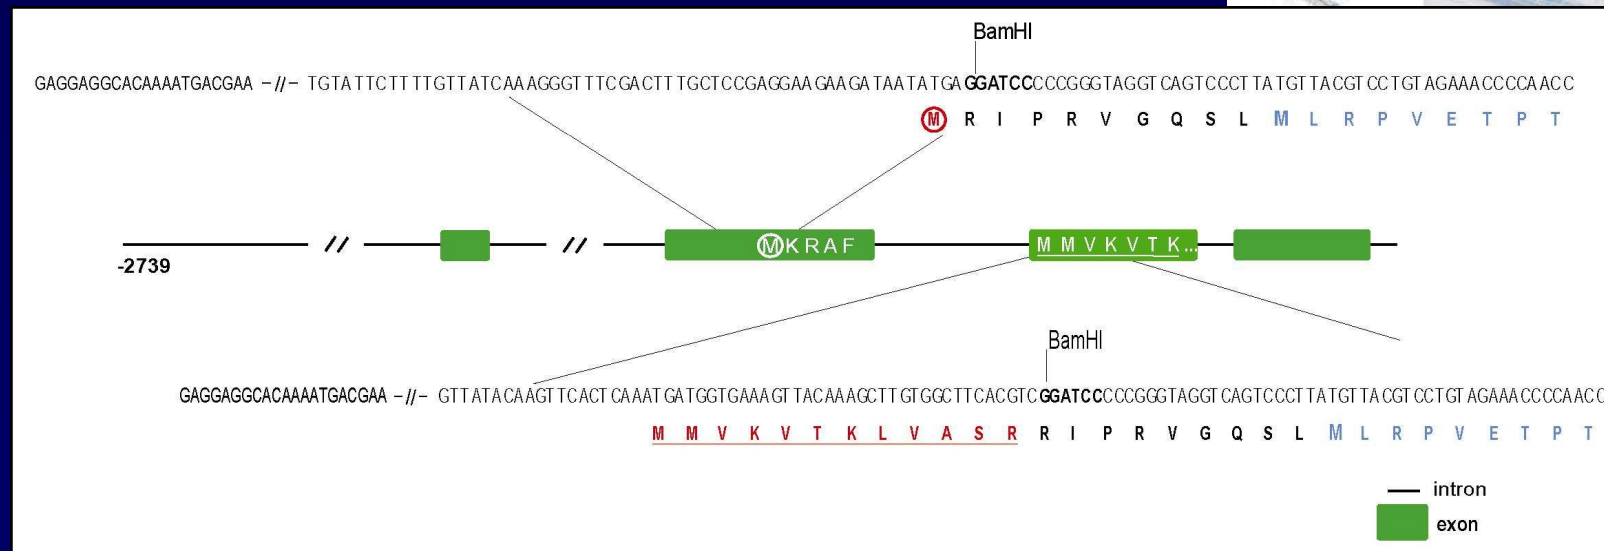 BamHI
GAGGAGGCACAAAATGACGAA –//– TGTATTCTTTTGTTATCAAAGGGTTTCGACTTTGCTCCGAGGAAGAAGATAATATGAGGATCCCCCGGGTAGGTCAGTCCCTTATGTTACGTCCTGTAGAAACCCCAACC
M R I P R V G Q S L M L R P V E T P T
// // MKRAF M M V K V T K...
-2739
BamHI
GAGGAGGCACAAAATGACGAA –//– GTTATACAAGTTCACTCAAATGATGGTGAAAGTTACAAAGCTTGTGGCTTCACGTCGGATCCCCCGGGTAGGTCAGTCCCTTATGTTACGTCCTGTAGAAACCCCAACC
M M V K V T K L V A S R R I P R V G Q S L M L R P V E T P T
intron
exon